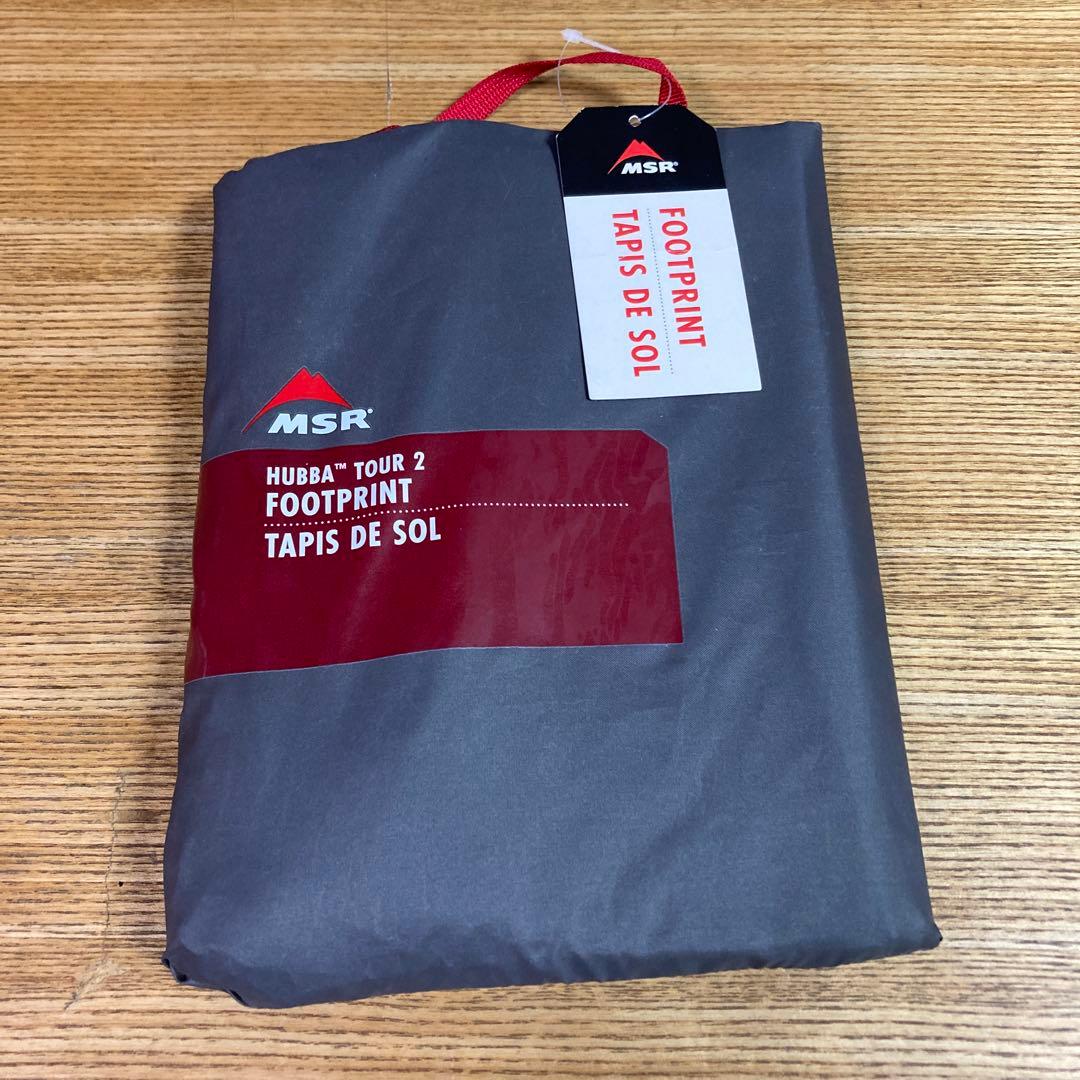 MSR®
FOOTPRINT
TAPIS DE SOL
MSR®
HUBBA™ TOUR 2
FOOTPRINT
TAPIS DE SOL